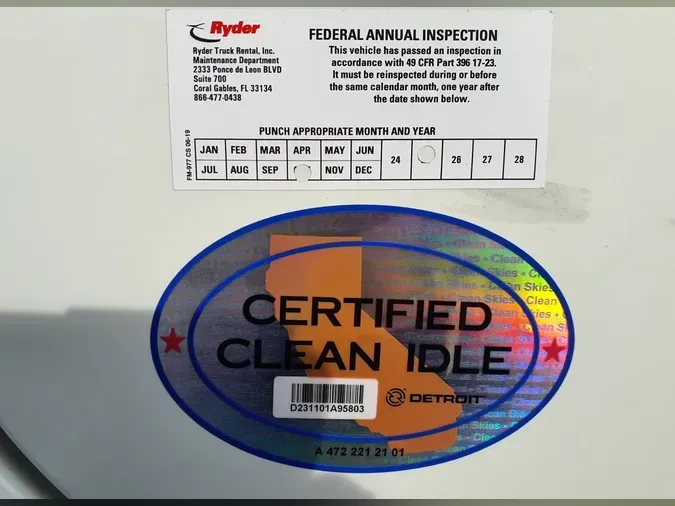 Ryder
Ryder Truck Rental, Inc.
Maintenance Department
2333 Ponce de Leon BLVD
Suite 700
Coral Gables, FL 33134
866-477-0438
FEDERAL ANNUAL INSPECTION
This vehicle has passed an inspection in
accordance with 49 CFR Part 396 17-23.
It must be reinspected during or before
the same calendar month, one year after
the date shown below.
FM-977 CS 06-19
PUNCH APPROPRIATE MONTH AND YEAR
JAN FEB MAR APR MAY JUN 24 26 27 28
JUL AUG SEP NOV DEC
CERTIFIED
CLEAN IDLE
D231101A95803
DETROIT
A 472 221 21 01
Clean Skies • Clean Skies